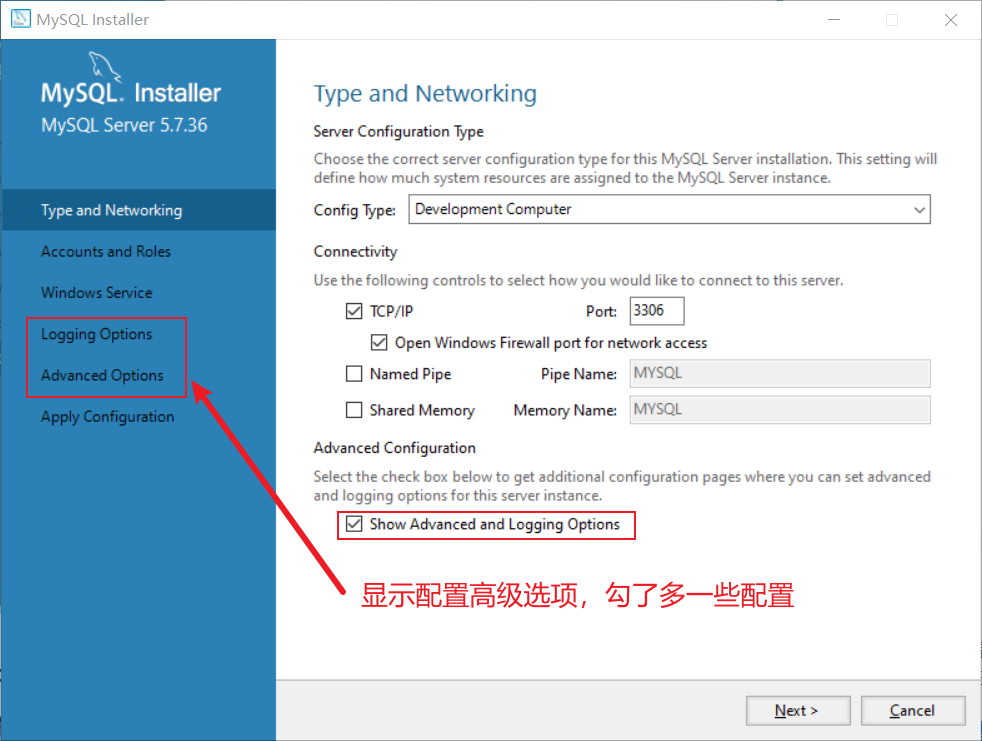 MySQL Installer
MySQL. Installer
MySQL Server 5.7.36
Type and Networking
Accounts and Roles
Windows Service
Logging Options
Advanced Options
Apply Configuration
Type and Networking
Server Configuration Type
Choose the correct server configuration type for this MySQL Server installation. This setting will
define how much system resources are assigned to the MySQL Server instance.
Config Type: Development Computer
Connectivity
Use the following controls to select how you would like to connect to this server.
TCP/IP Port: 3306
Open Windows Firewall port for network access
Named Pipe Pipe Name: MYSQL
Shared Memory Memory Name: MYSQL
Advanced Configuration
Select the check box below to get additional configuration pages where you can set advanced
and logging options for this server instance.
Show Advanced and Logging Options
显示配置高级选项，勾了多一些配置
Next > Cancel